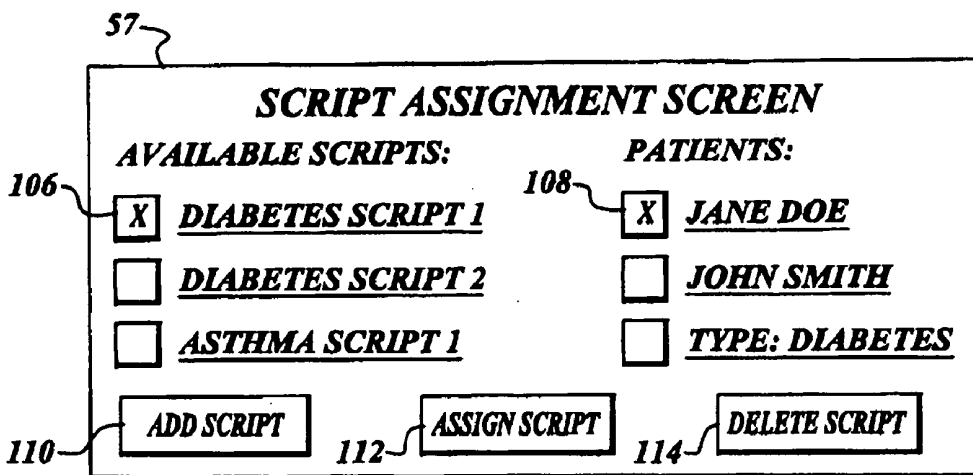 57
SCRIPT ASSIGNMENT SCREEN
AVAILABLE SCRIPTS: PATIENTS:
106 X DIABETES SCRIPT 1 108 X JANE DOE
DIABETES SCRIPT 2 JOHN SMITH
ASTHMA SCRIPT 1 TYPE: DIABETES
ADD SCRIPT ASSIGN SCRIPT DELETE SCRIPT
110 112 114